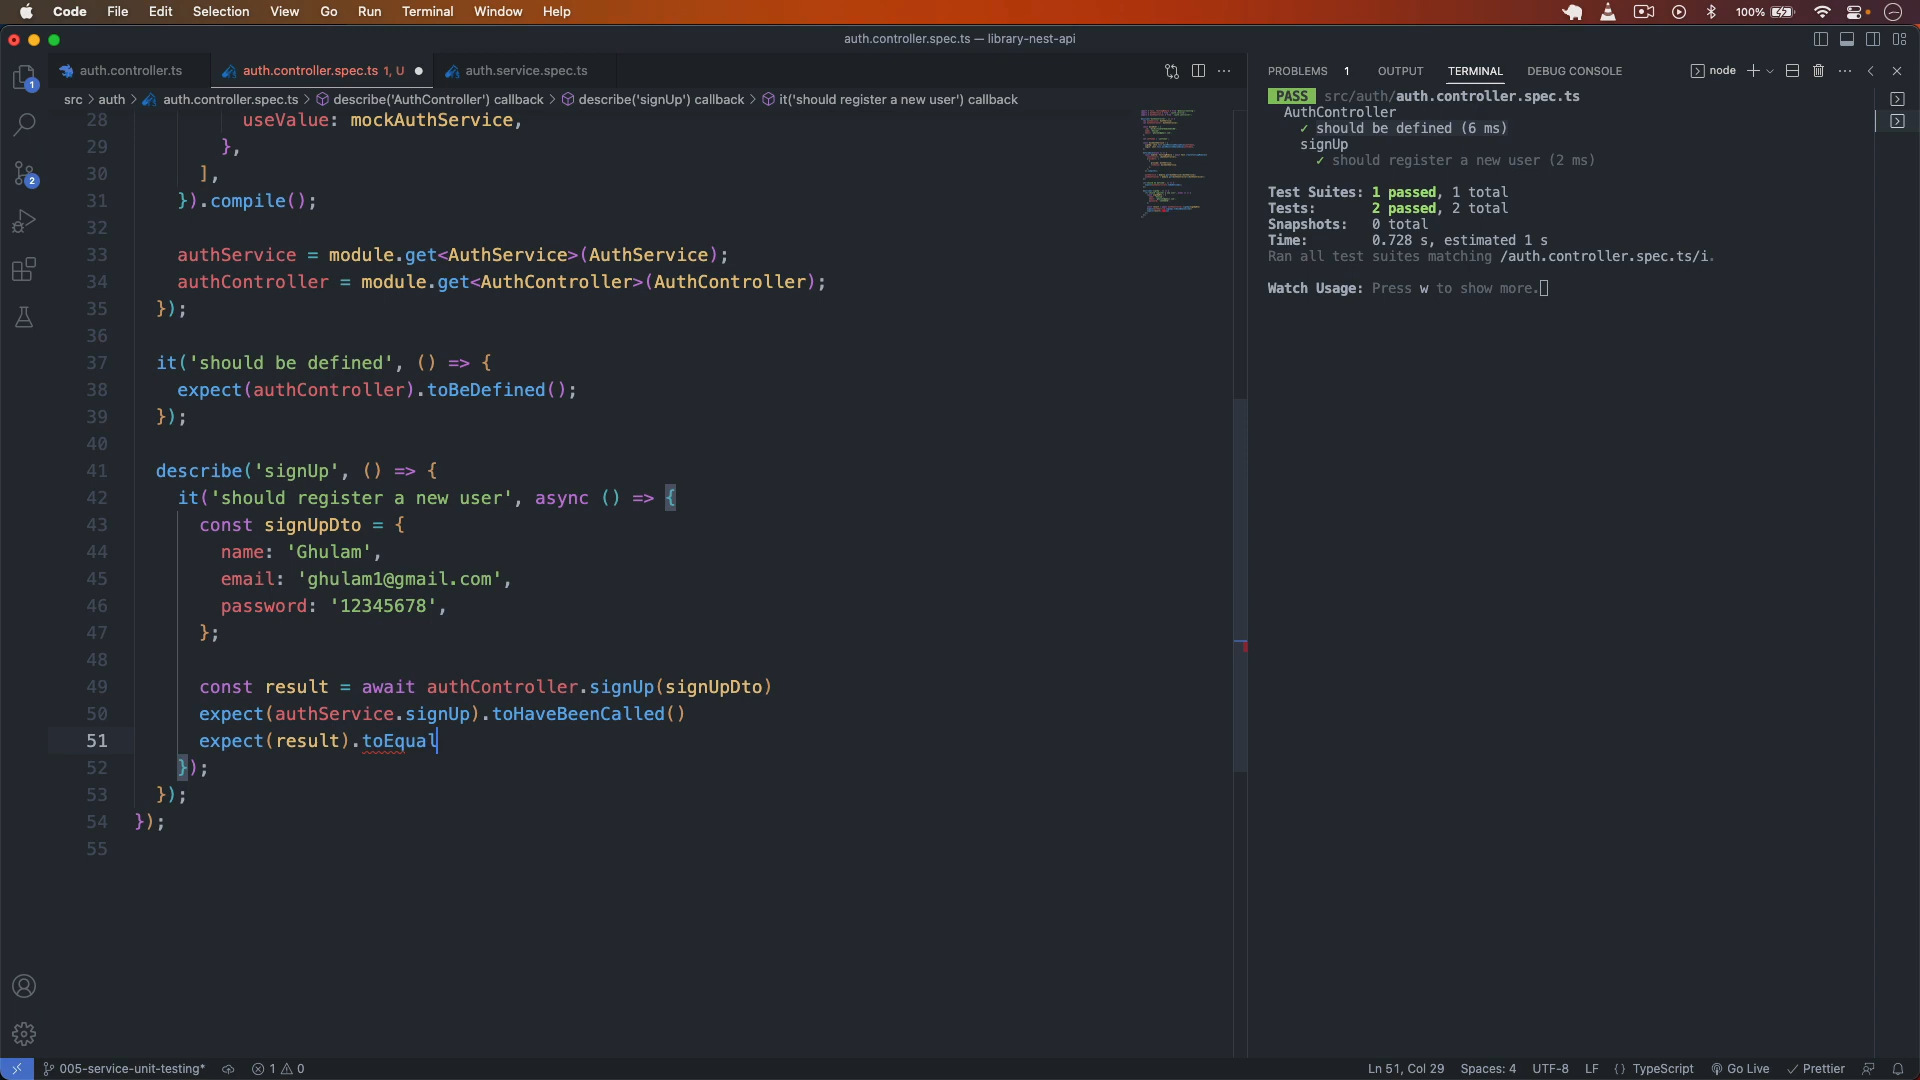 Code File Edit Selection View Go Run Terminal Window Help 100%
auth.controller.spec.ts — library-nest-api
auth.controller.ts auth.controller.spec.ts 1, U auth.service.spec.ts
src > auth > auth.controller.spec.ts > describe('AuthController') callback > describe('signUp') callback > it('should register a new user') callback
28 useValue: mockAuthService,
29 },
30 ],
31 }).compile();
32
33 authService = module.get<AuthService>(AuthService);
34 authController = module.get<AuthController>(AuthController);
35 });
36
37 it('should be defined', () => {
38 expect(authController).toBeDefined();
39 });
40
41 describe('signUp', () => {
42 it('should register a new user', async () => {
43 const signUpDto = {
44 name: 'Ghulam',
45 email: 'ghulam1@gmail.com',
46 password: '12345678',
47 };
48
49 const result = await authController.signUp(signUpDto)
50 expect(authService.signUp).toHaveBeenCalled()
51 expect(result).toEqual
52 });
53 });
54 });
55
1
2
PROBLEMS 1 OUTPUT TERMINAL DEBUG CONSOLE node
PASS src/auth/auth.controller.spec.ts
AuthController
✓ should be defined (6 ms)
signUp
✓ should register a new user (2 ms)
Test Suites: 1 passed, 1 total
Tests: 2 passed, 2 total
Snapshots: 0 total
Time: 0.728 s, estimated 1 s
Ran all test suites matching /auth.controller.spec.ts/i.
Watch Usage: Press w to show more.
005-service-unit-testing* 1 0 Ln 51, Col 29 Spaces: 4 UTF-8 LF {} TypeScript Go Live ✓ Prettier